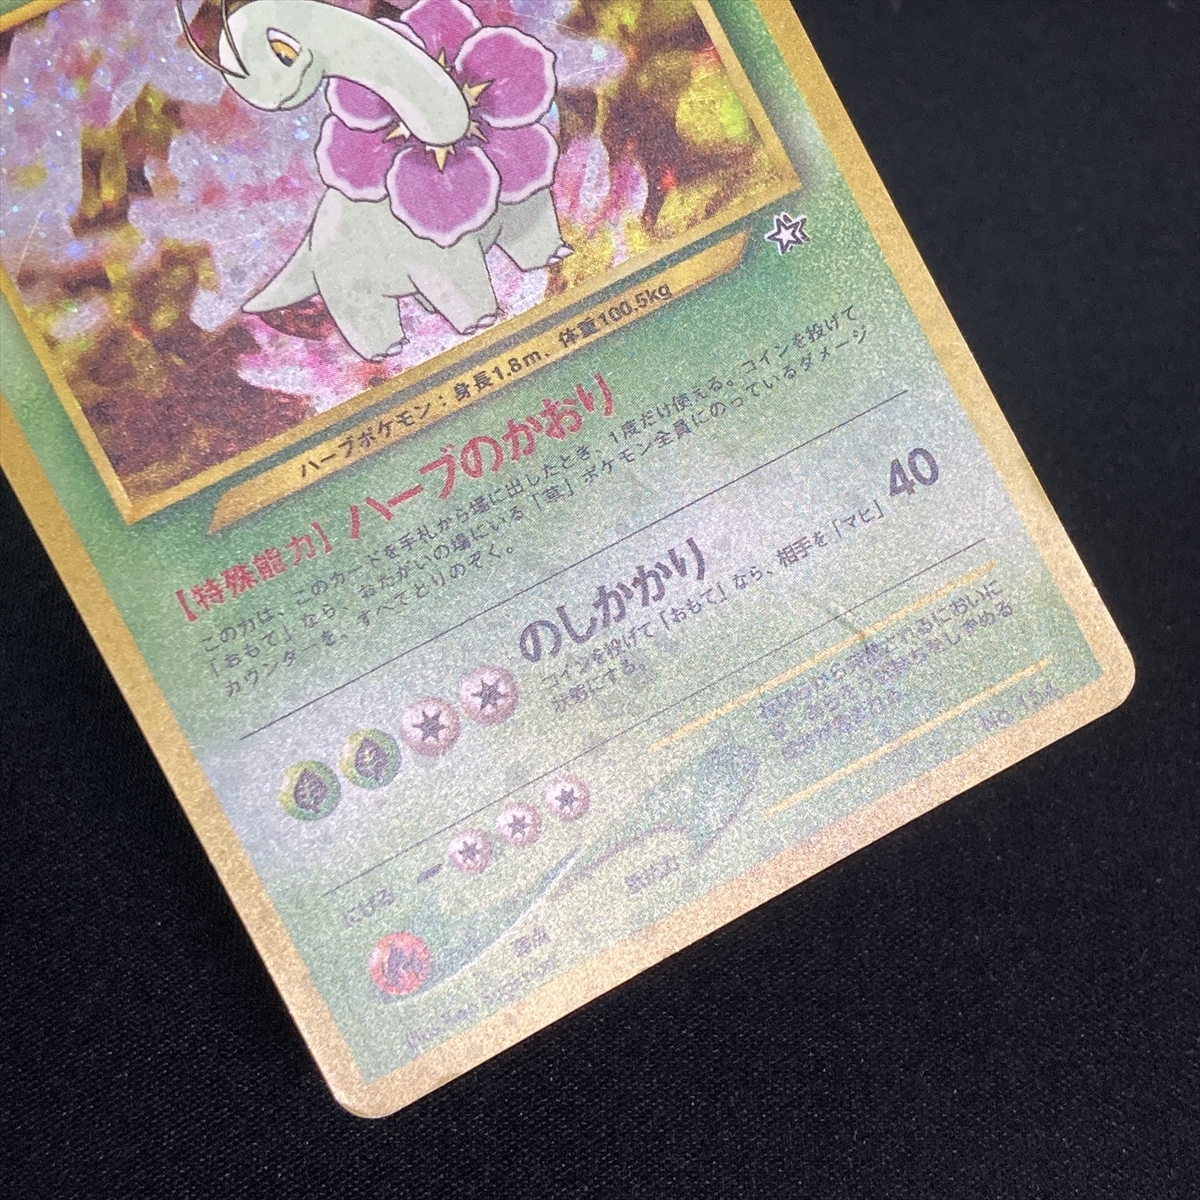 ハーブポケモン：身長1.8m、体重100.5kg
【特殊能力】ハーブのかおり
この力は、このカードを手札から場に出したとき、1度だけ使える。コインを投げて
「おもて」なら、おたがいの場にいる「草」ポケモン全員にのっているダメージ
カウンターを、すべてとりのぞく。
のしかかり 40
コインを投げて「おもて」なら、相手を「マヒ」
状態にする。
にげる
弱点
抵抗力
No.154